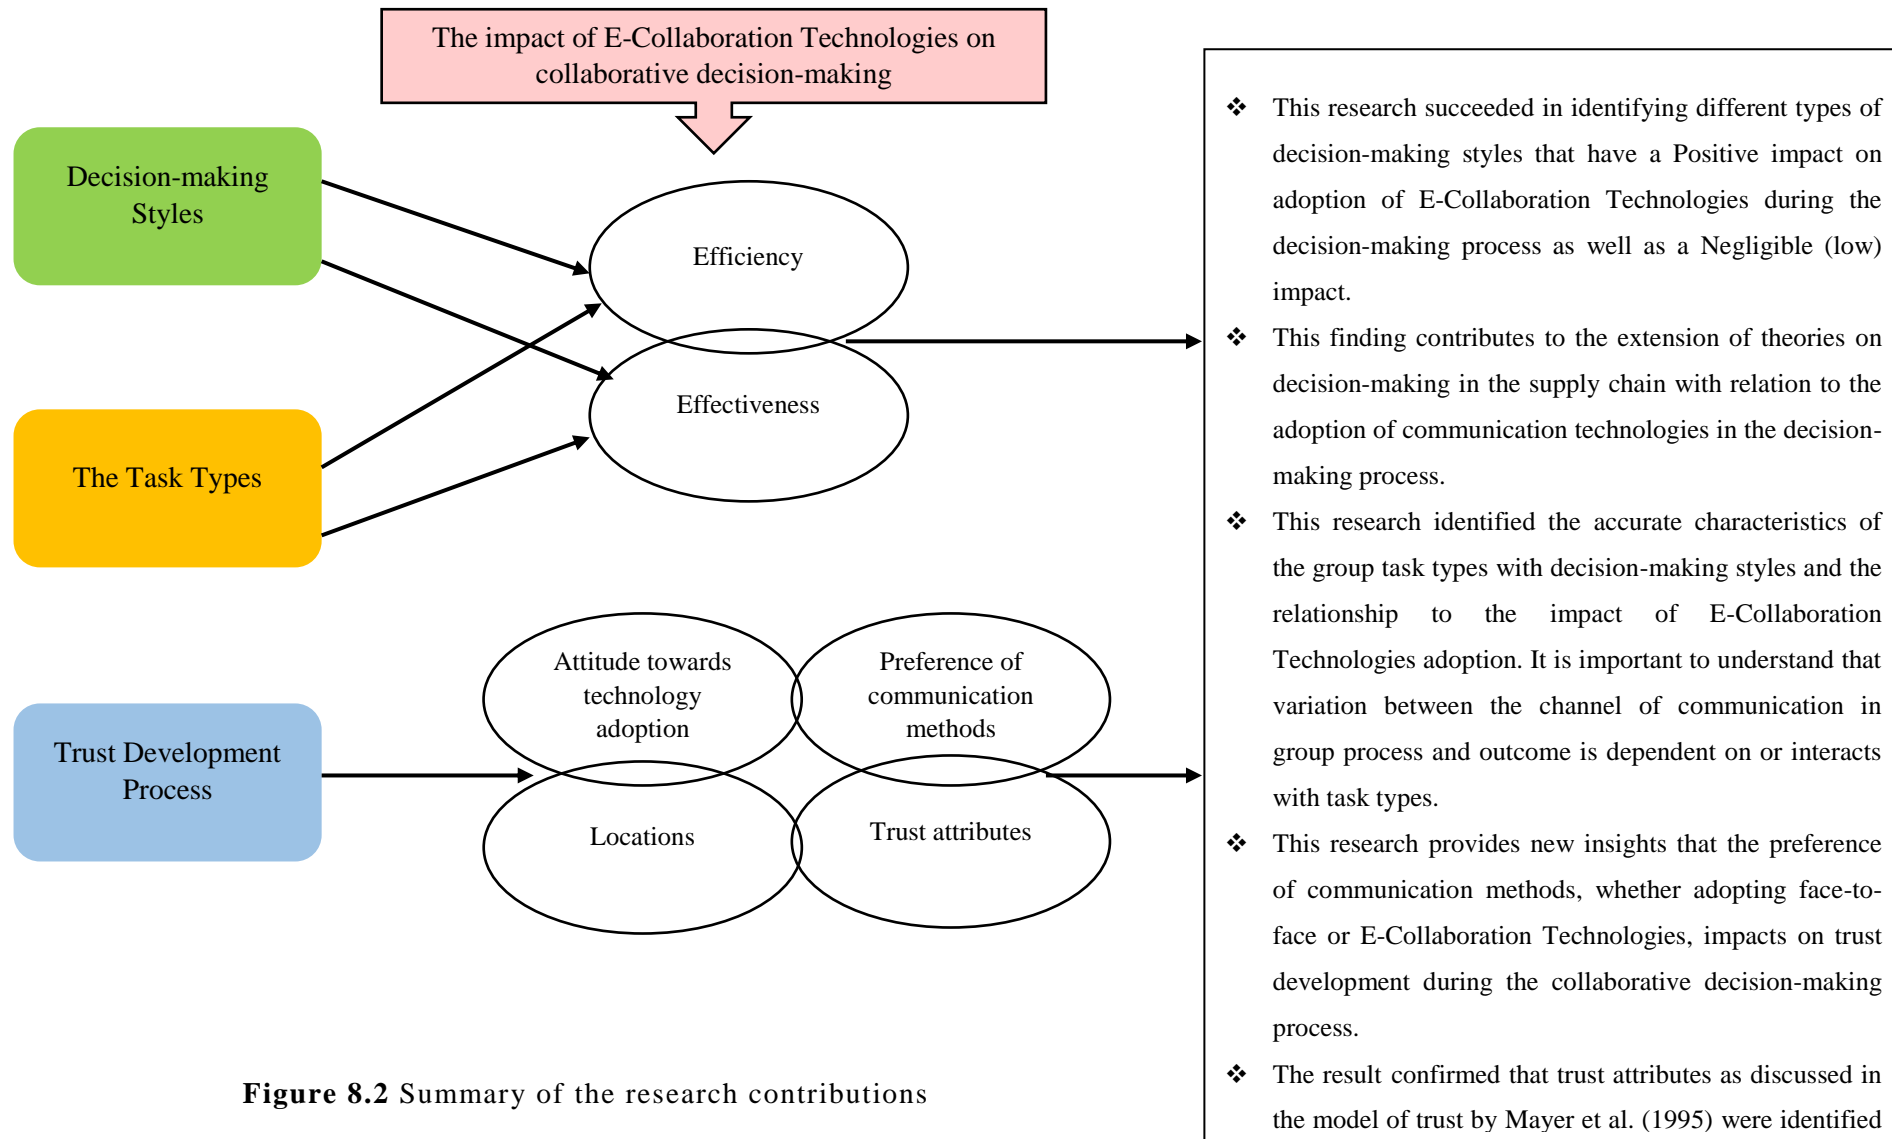 The impact of E-Collaboration Technologies on
collaborative decision-making
Decision-making
Styles
Efficiency
Effectiveness
The Task Types
Attitude towards
technology
adoption
Preference of
communication
methods
Trust Development
Process
Locations
Trust attributes
❖ This research succeeded in identifying different types of
decision-making styles that have a Positive impact on
adoption of E-Collaboration Technologies during the
decision-making process as well as a Negligible (low)
impact.
❖ This finding contributes to the extension of theories on
decision-making in the supply chain with relation to the
adoption of communication technologies in the decision-
making process.
❖ This research identified the accurate characteristics of
the group task types with decision-making styles and the
relationship to the impact of E-Collaboration
Technologies adoption. It is important to understand that
variation between the channel of communication in
group process and outcome is dependent on or interacts
with task types.
❖ This research provides new insights that the preference
of communication methods, whether adopting face-to-
face or E-Collaboration Technologies, impacts on trust
development during the collaborative decision-making
process.
❖ The result confirmed that trust attributes as discussed in
the model of trust by Mayer et al. (1995) were identified
Figure 8.2 Summary of the research contributions